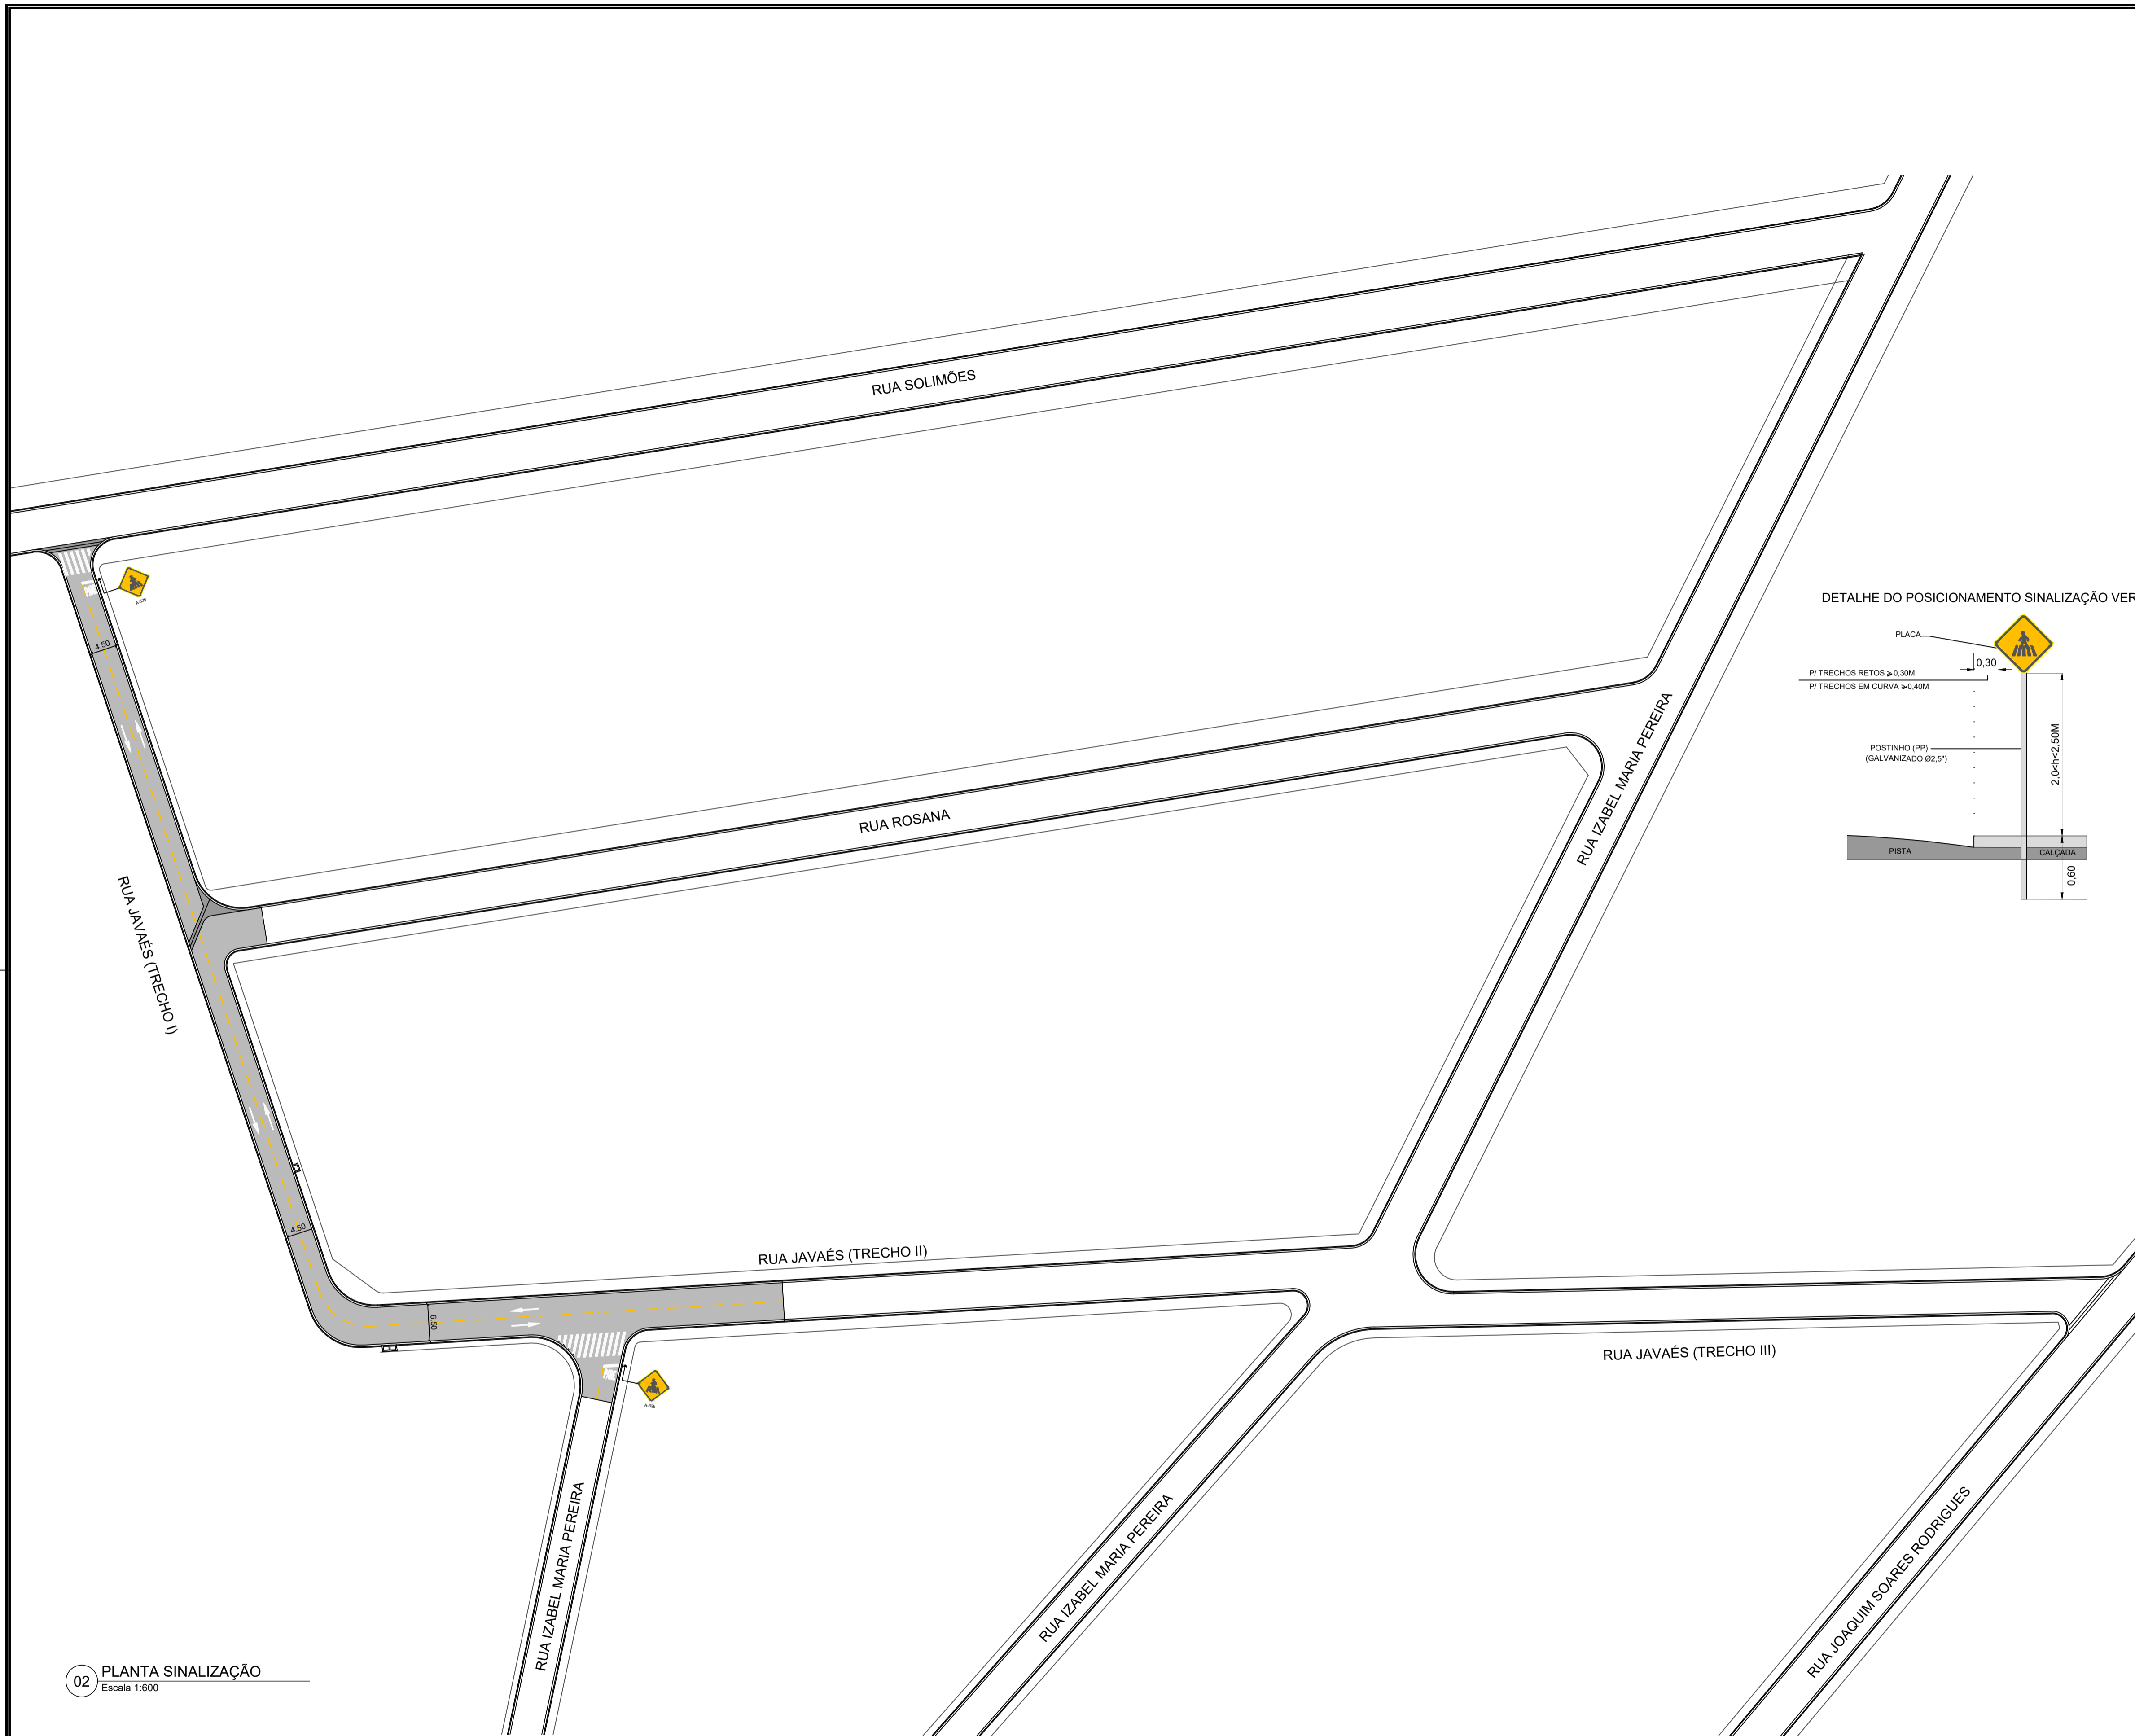 RUA SOLIMÕES
A-32b
4.50
DETALHE DO POSICIONAMENTO SINALIZAÇÃO VER
PLACA
0,30
P/ TRECHOS RETOS ⩾0,30M
P/ TRECHOS EM CURVA ⩾0,40M
POSTINHO (PP)
(GALVANIZADO Ø2,5")
2,0<h<2,50M
PISTA
CALÇADA
0,60
RUA IZABEL MARIA PEREIRA
RUA ROSANA
RUA JAVAÉS (TRECHO I)
4.50
RUA JAVAÉS (TRECHO II)
6.50
RUA JAVAÉS (TRECHO III)
A-32b
RUA IZABEL MARIA PEREIRA
RUA IZABEL MARIA PEREIRA
RUA JOAQUIM SOARES RODRIGUES
02
PLANTA SINALIZAÇÃO
Escala 1:600